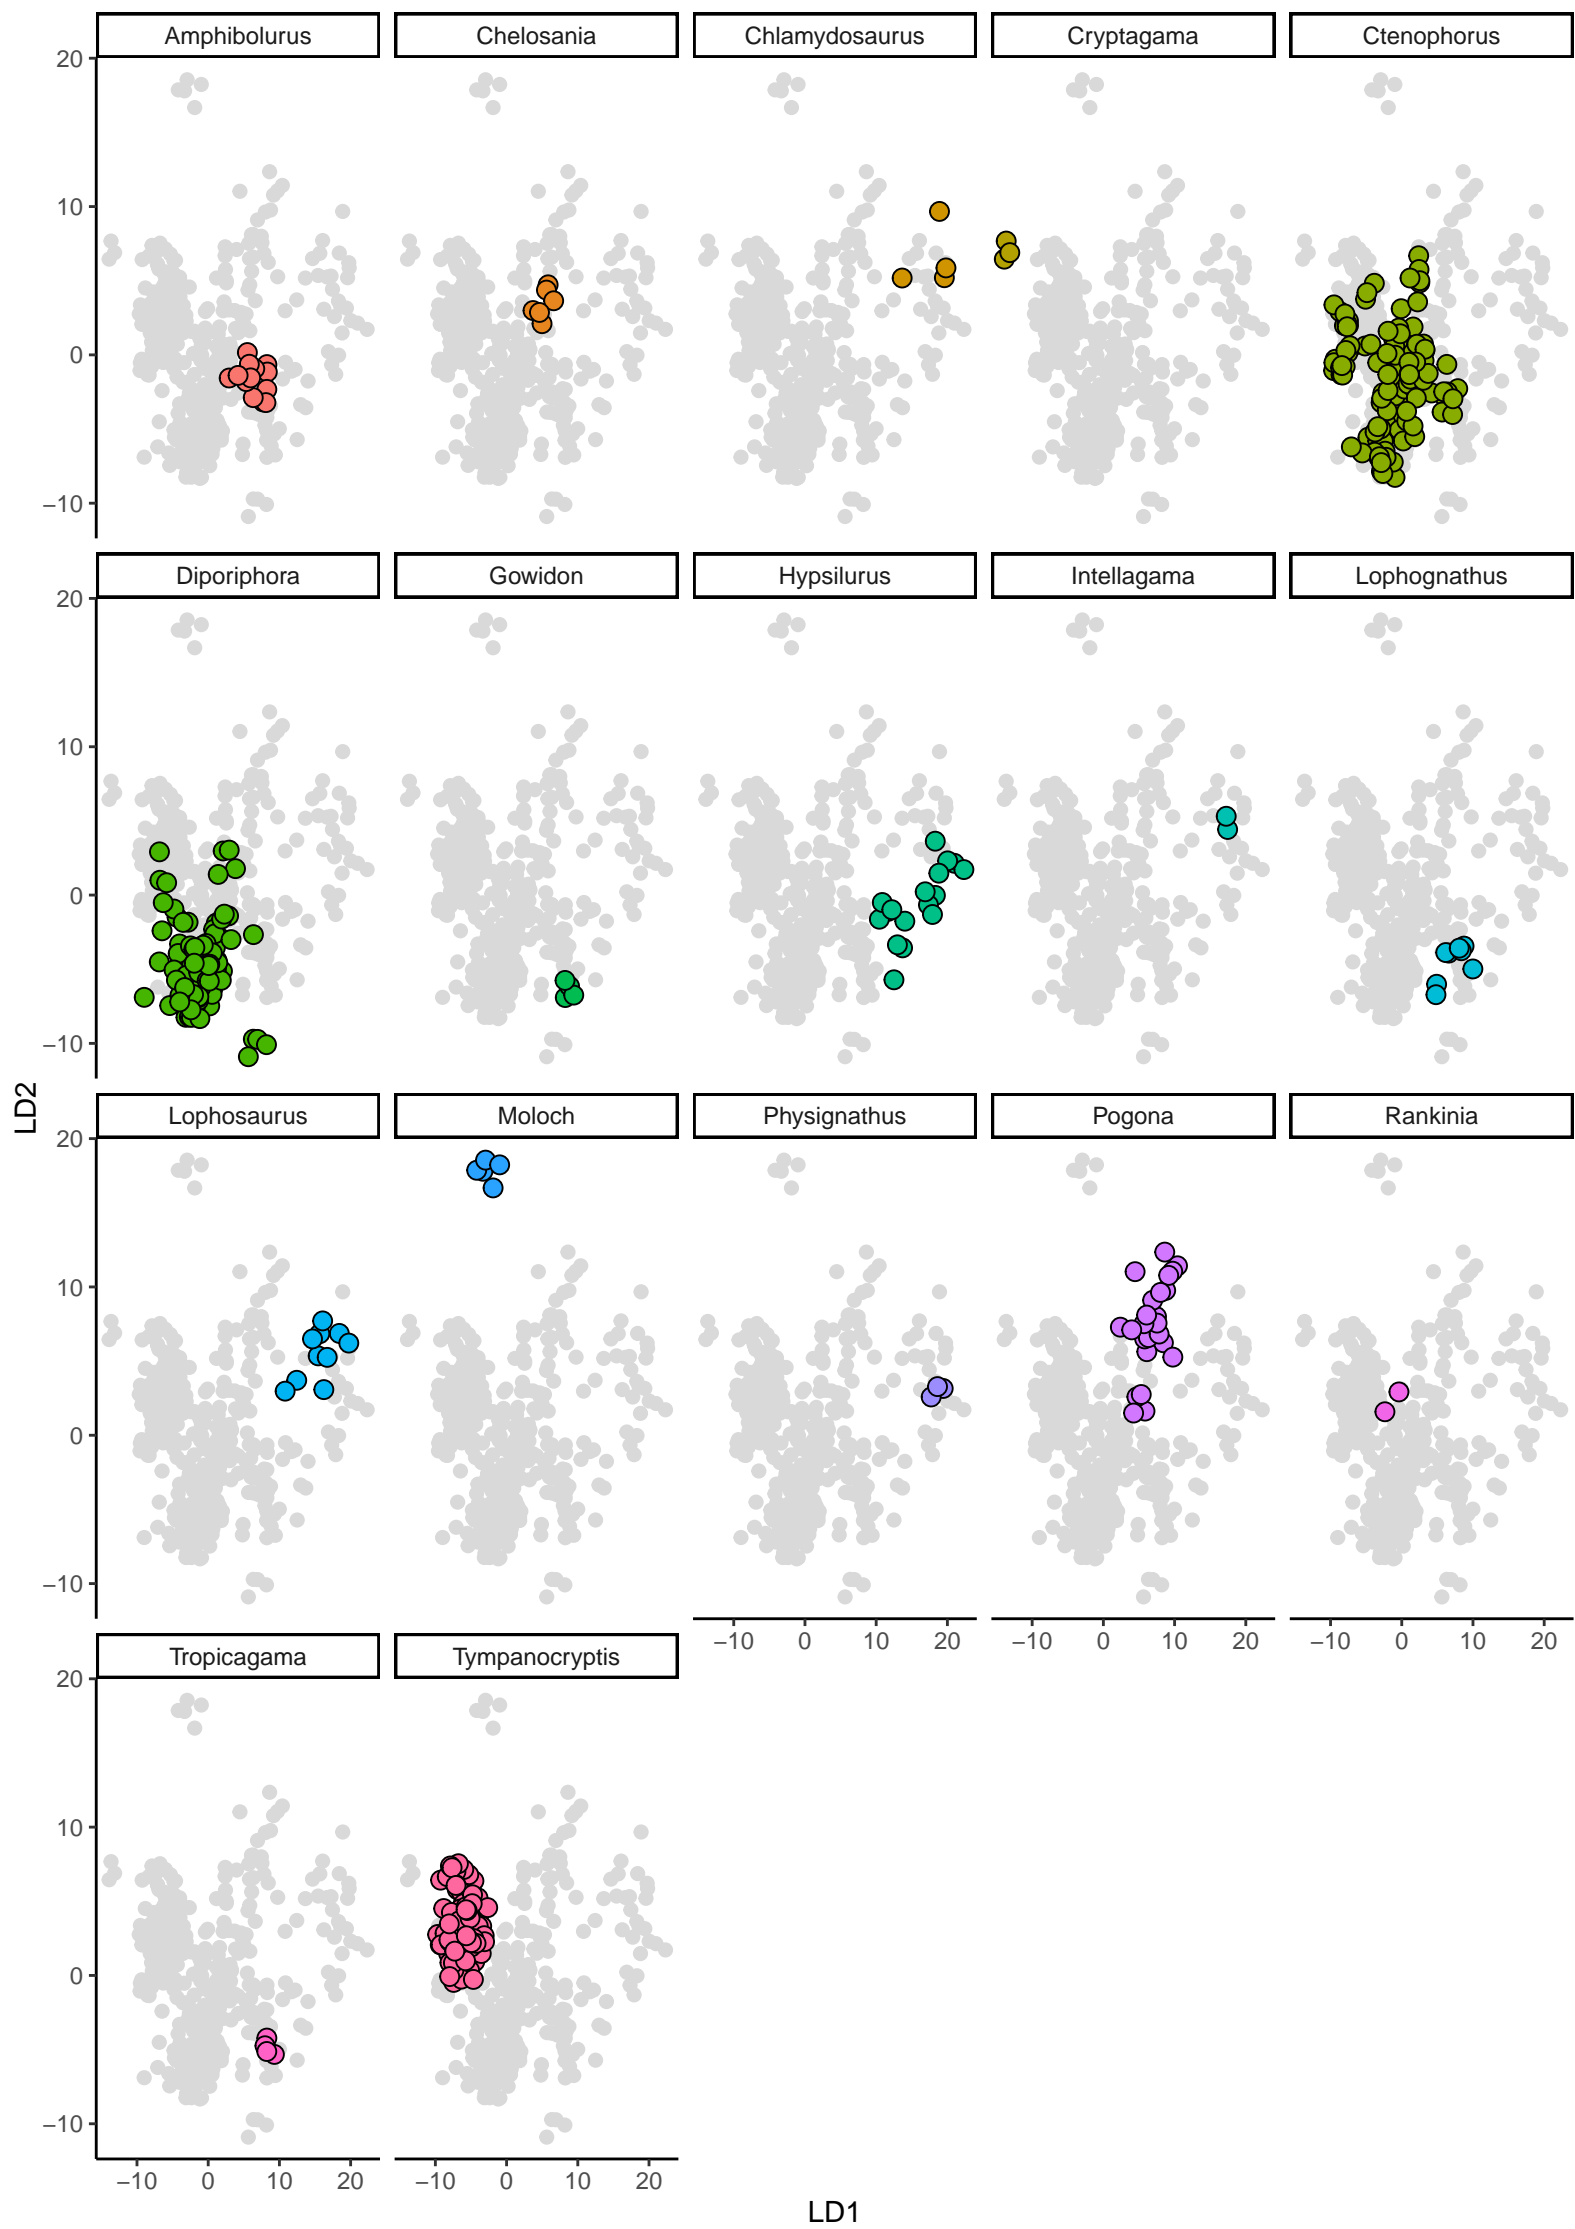 Amphibolurus Chelosania Chlamydosaurus Cryptagama Ctenophorus
20
10
0
−10
Diporiphora Gowidon Hypsilurus Intellagama Lophognathus
20
10
0
−10
LD2
Lophosaurus Moloch Physignathus Pogona Rankinia
20
10
0
−10
−10 0 10 20 −10 0 10 20 −10 0 10 20
Tropicagama Tympanocryptis
20
10
0
−10
−10 0 10 20 −10 0 10 20
LD1